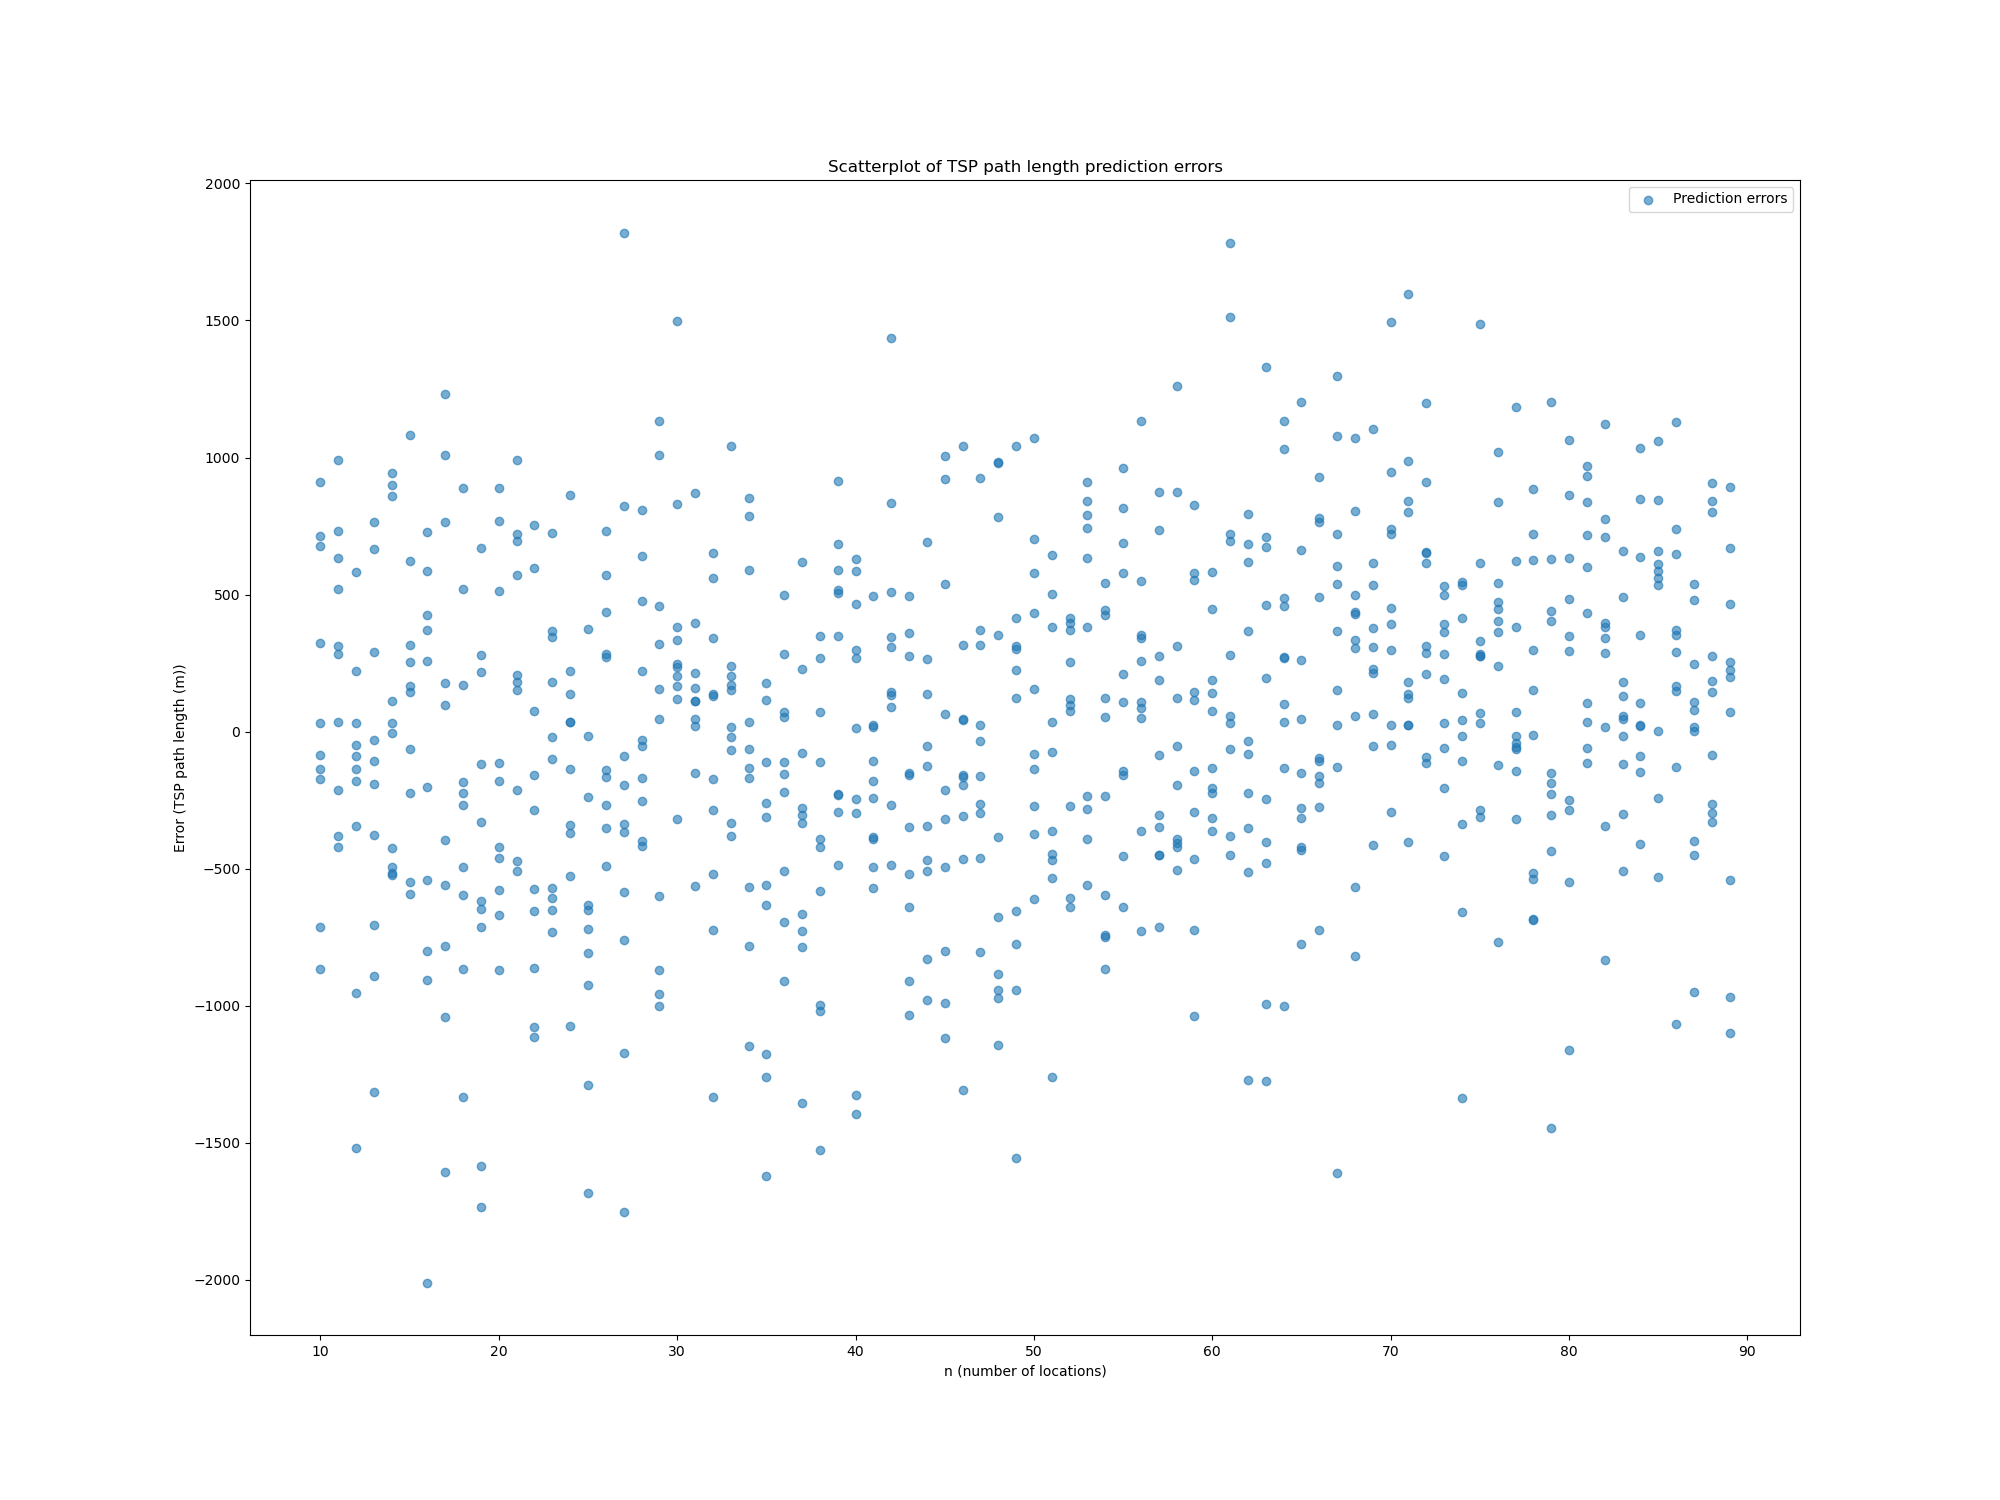 Scatterplot of TSP path length prediction errors
Prediction errors
2000
1500
1000
500
0
−500
−1000
−1500
−2000
Error (TSP path length (m))
10 20 30 40 50 60 70 80 90
n (number of locations)